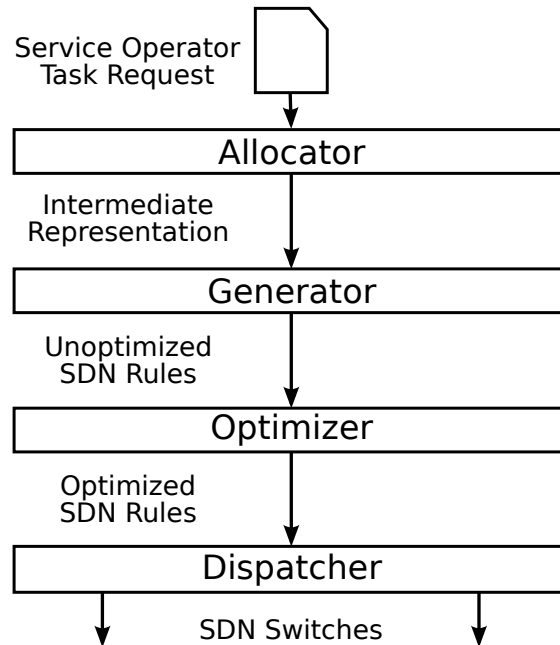 Service Operator
Task Request
Allocator
Intermediate
Representation
Generator
Unoptimized
SDN Rules
Optimizer
Optimized
SDN Rules
Dispatcher
SDN Switches